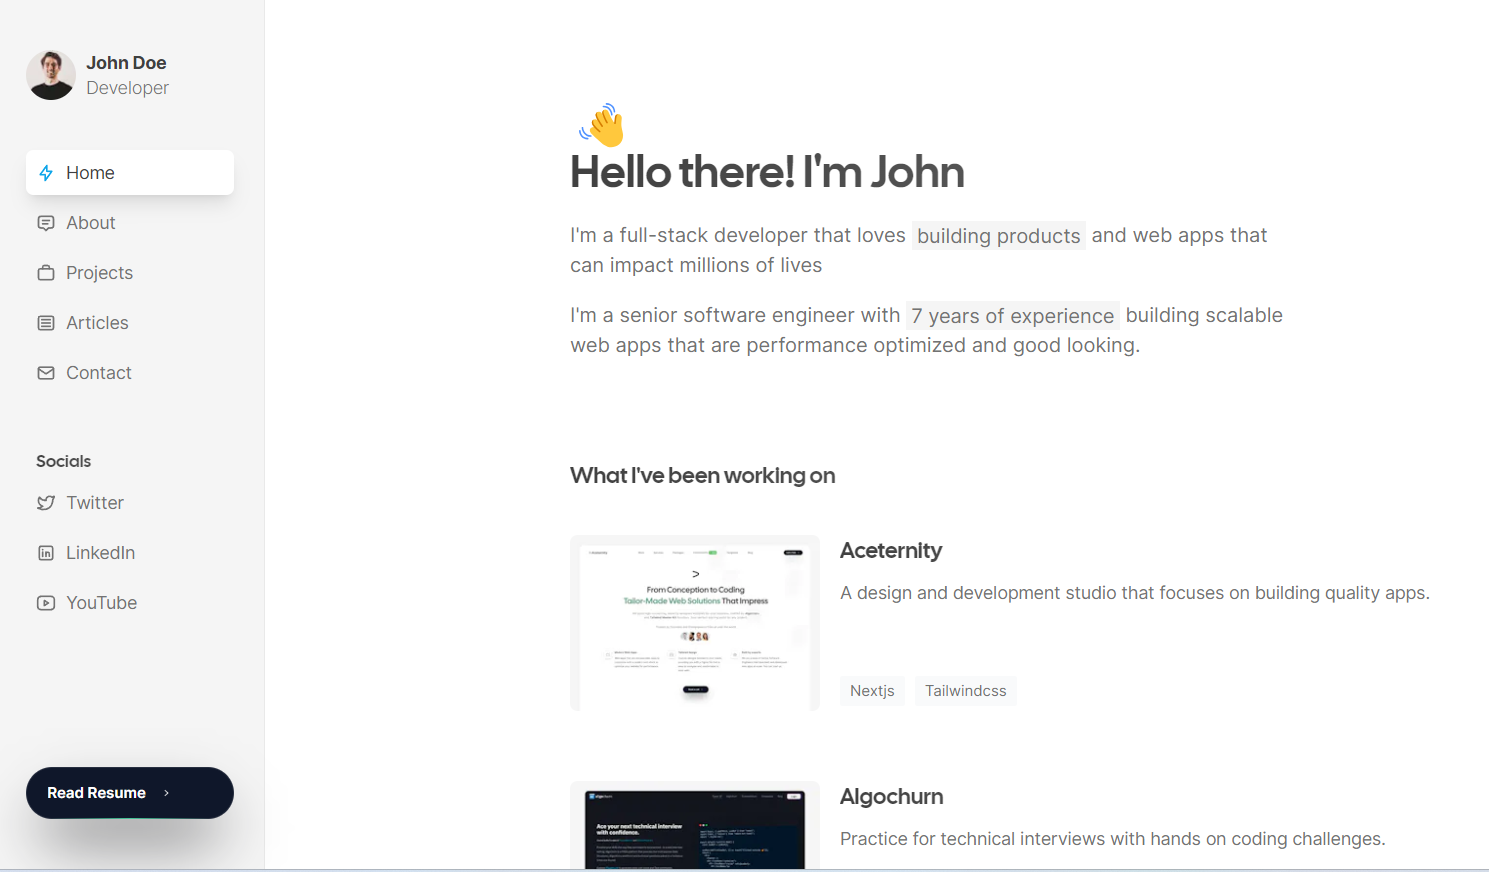 John Doe
Developer
Home
About
Projects
Articles
Contact
Socials
Twitter
LinkedIn
YouTube
Read Resume
Hello there! I'm John
I'm a full-stack developer that loves building products and web apps that
can impact millions of lives
I'm a senior software engineer with 7 years of experience building scalable
web apps that are performance optimized and good looking.
What I've been working on
From Conception to Coding
Tailor-Made Web Solutions That Impress
Aceternity
A design and development studio that focuses on building quality apps.
Nextjs
Tailwindcss
Ace your next technical interview
with confidence.
Algochurn
Practice for technical interviews with hands on coding challenges.